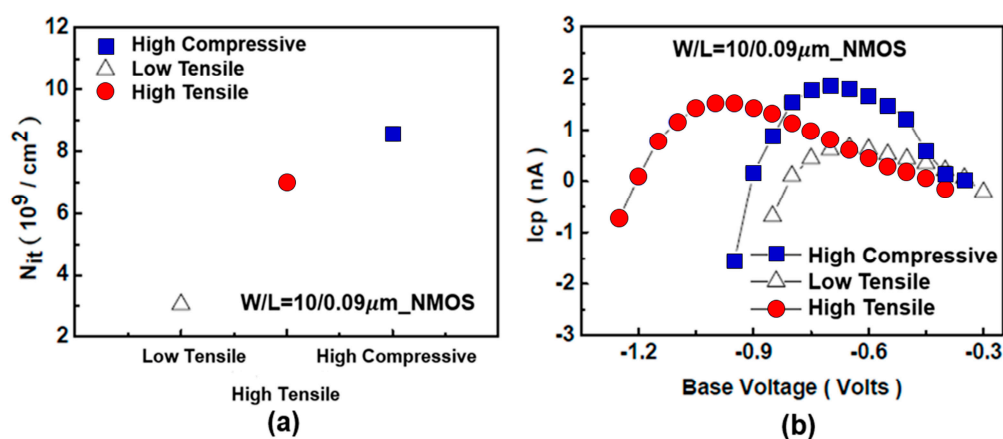 12
10
8
6
4
2
N_it ( 10^9 / cm^2 )
High Compressive
Low Tensile
High Tensile
W/L=10/0.09μm_NMOS
Low Tensile
High Compressive
High Tensile
(a)
3
2
1
0
-1
-2
-3
Icp ( nA )
W/L=10/0.09μm_NMOS
High Compressive
Low Tensile
High Tensile
-1.2
-0.9
-0.6
-0.3
Base Voltage ( Volts )
(b)